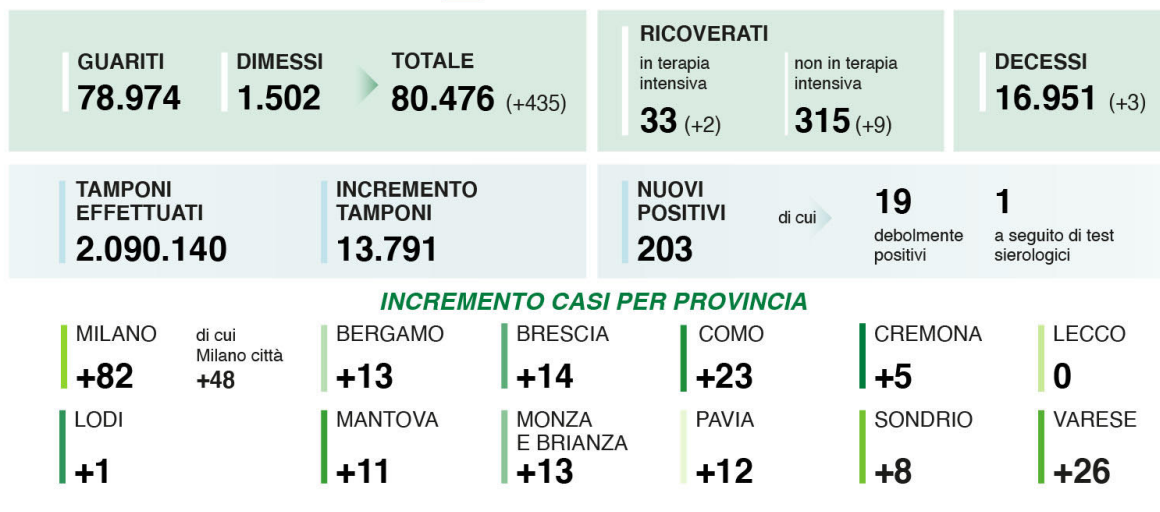 GUARITI
78.974
DIMESSI
1.502
TOTALE
80.476 (+435)
RICOVERATI
in terapia
intensiva
33 (+2)
non in terapia
intensiva
315 (+9)
DECESSI
16.951 (+3)
TAMPONI
EFFETTUATI
2.090.140
INCREMENTO
TAMPONI
13.791
NUOVI
POSITIVI
203
di cui
19
debolmente
positivi
1
a seguito di test
sierologici
INCREMENTO CASI PER PROVINCIA
MILANO
+82
di cui
Milano città
+48
BERGAMO
+13
BRESCIA
+14
COMO
+23
CREMONA
+5
LECCO
0
LODI
+1
MANTOVA
+11
MONZA
E BRIANZA
+13
PAVIA
+12
SONDRIO
+8
VARESE
+26